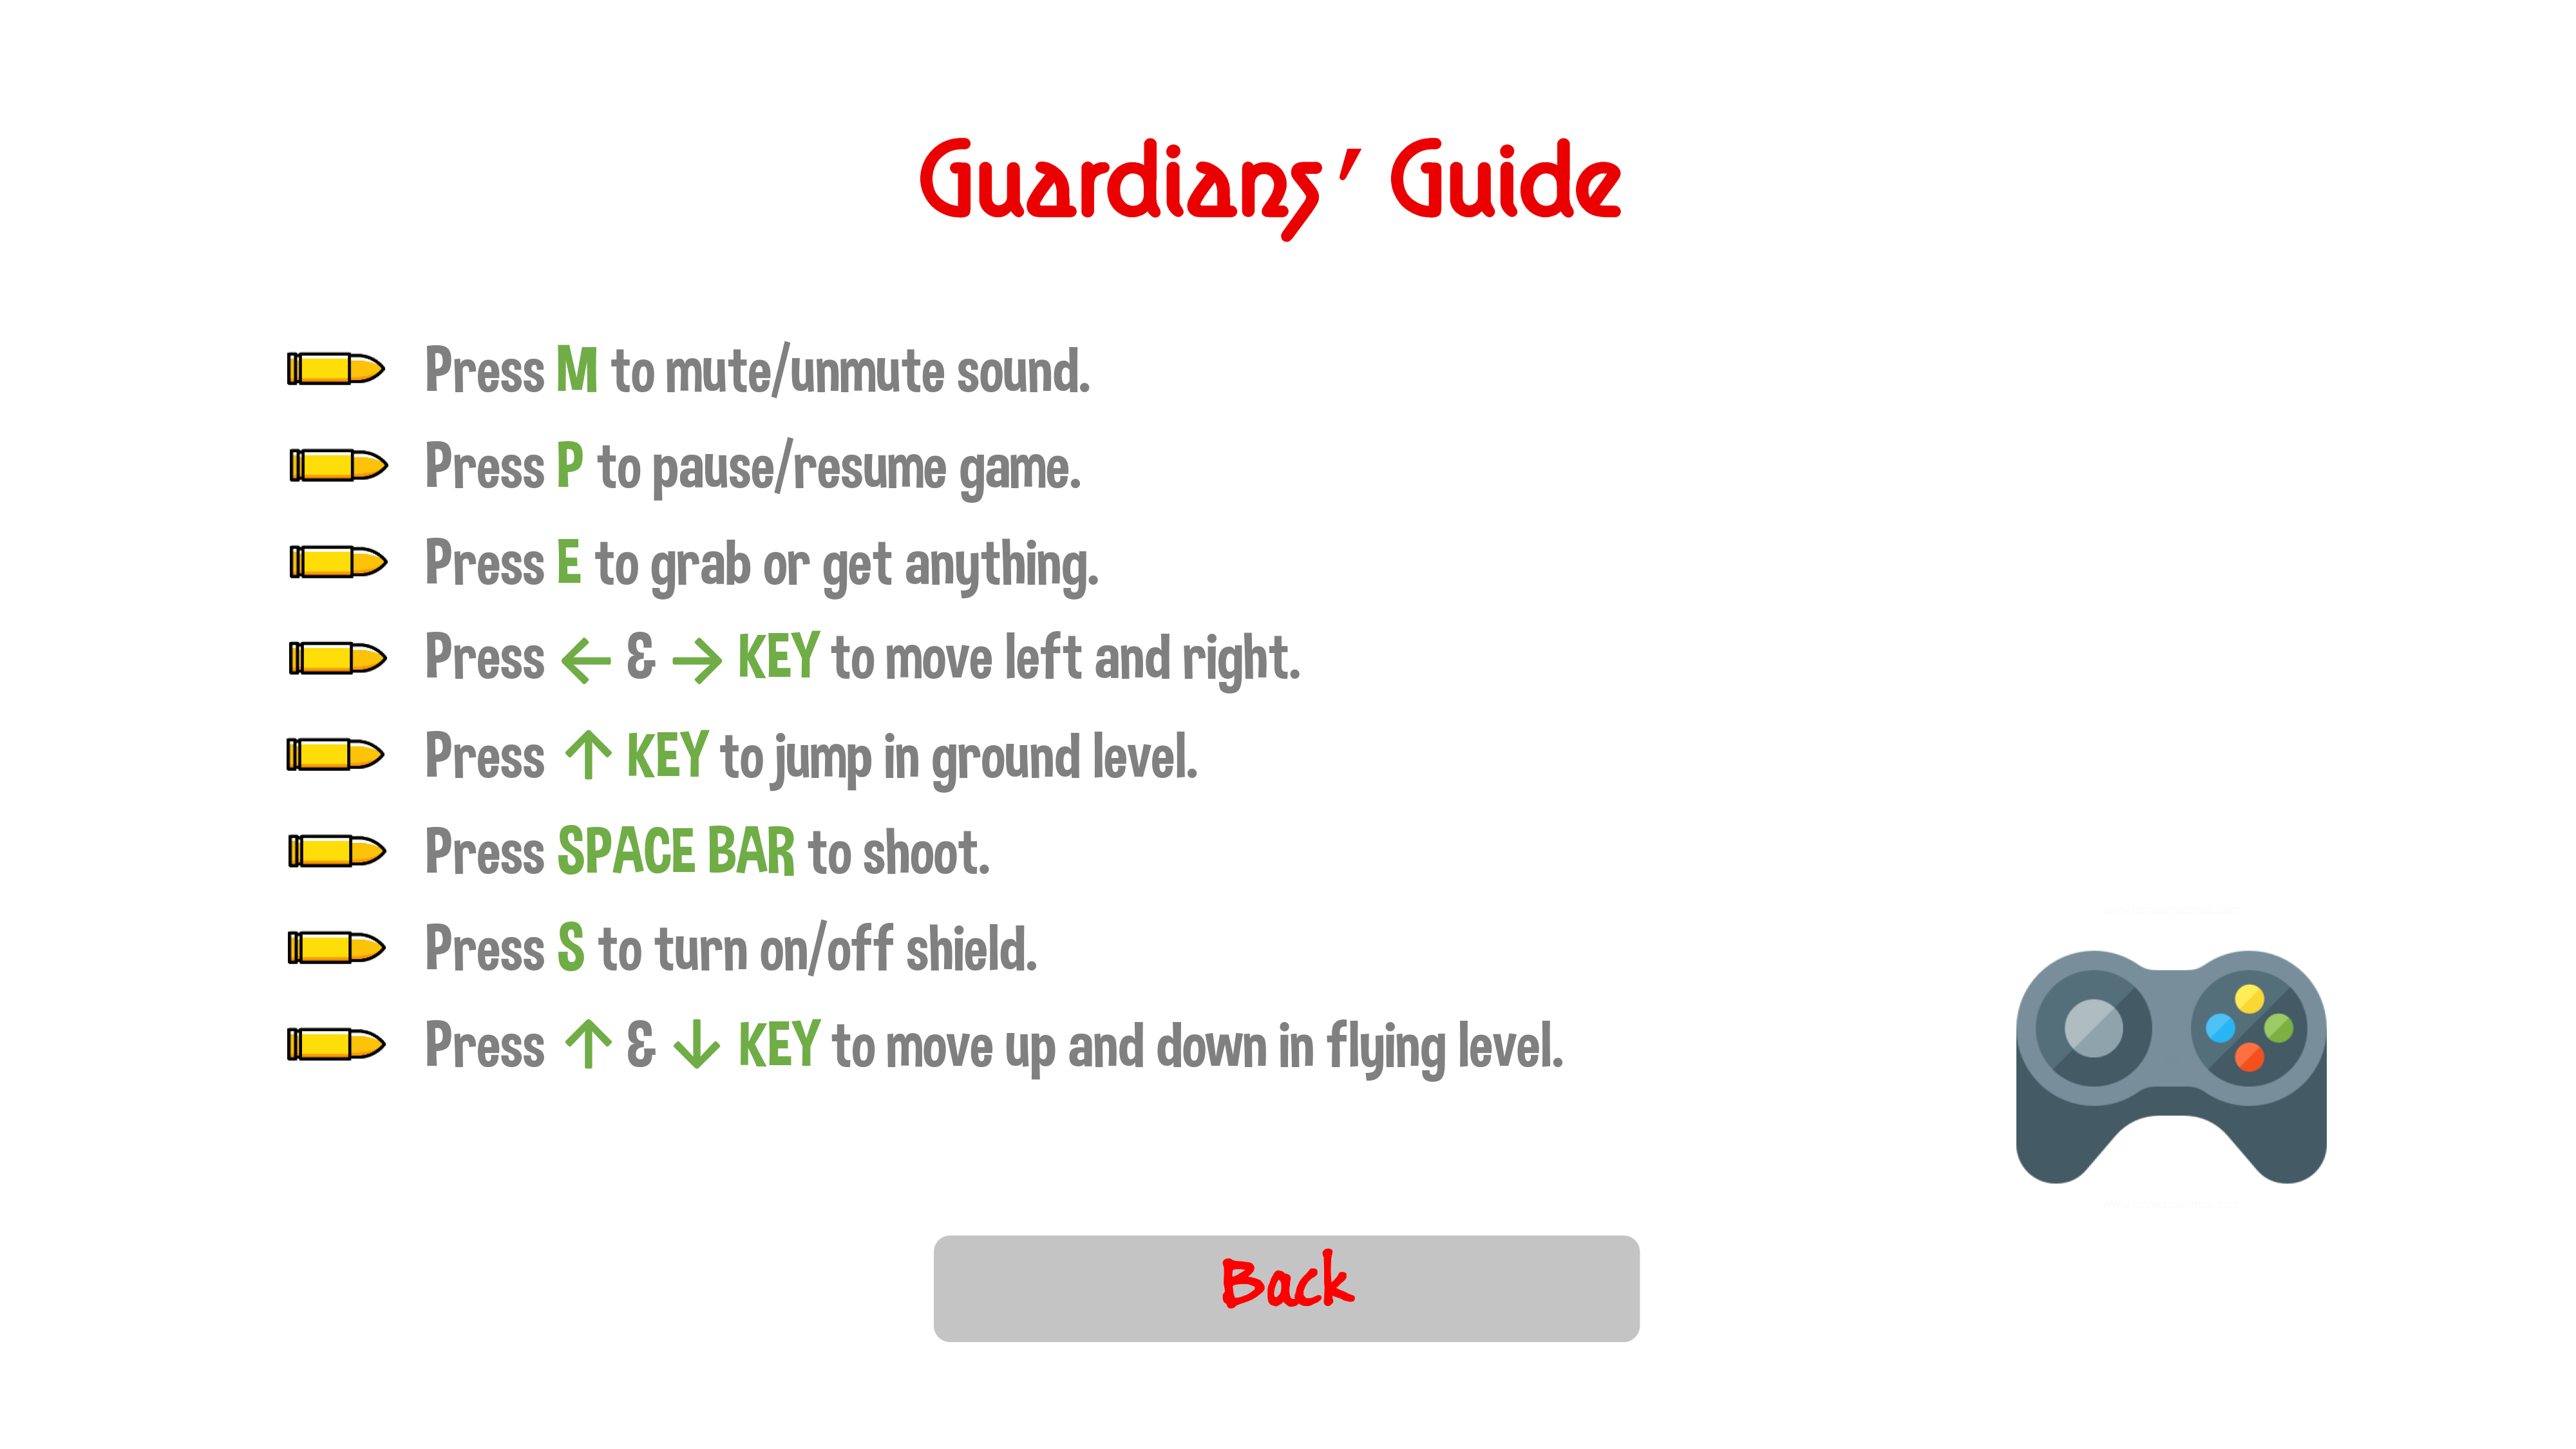 Guardians' Guide
Press M to mute/unmute sound.
Press P to pause/resume game.
Press E to grab or get anything.
Press ← & → KEY to move left and right.
Press ↑ KEY to jump in ground level.
Press SPACE BAR to shoot.
Press S to turn on/off shield.
Press ↑ & ↓ KEY to move up and down in flying level.
Back